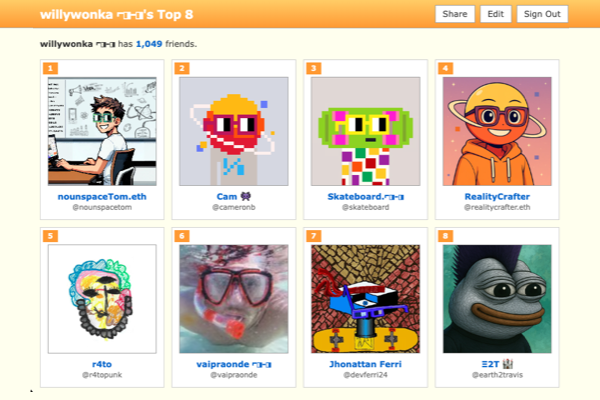 willywonka ⌐◨-◨'s Top 8
Share
Edit
Sign Out
willywonka ⌐◨-◨ has 1,049 friends.
1
2
3
4
nounspaceTom.eth
Cam
Skateboard.⌐◨-◨
RealityCrafter
@nounspacetom
@cameronb
@skateboard
@realitycrafter.eth
5
6
7
8
r4to
vaipraonde ⌐◨-◨
Jhonattan Ferri
Ξ2T
@r4topunk
@vaipraonde
@devferri24
@earth2travis